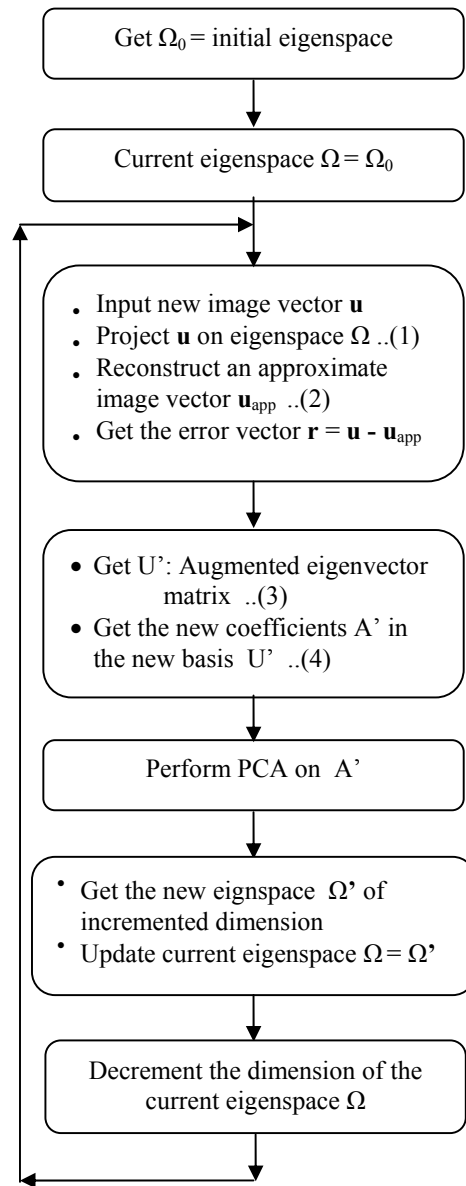 Get Ω₀ = initial eigenspace
Current eigenspace Ω = Ω₀
. Input new image vector u
. Project u on eigenspace Ω ..(1)
. Reconstruct an approximate
image vector uapp ..(2)
. Get the error vector r = u - uapp
• Get U’: Augmented eigenvector
matrix ..(3)
• Get the new coefficients A’ in
the new basis U’ ..(4)
Perform PCA on A’
• Get the new eignspace Ω’ of
incremented dimension
• Update current eigenspace Ω = Ω’
Decrement the dimension of the
current eigenspace Ω